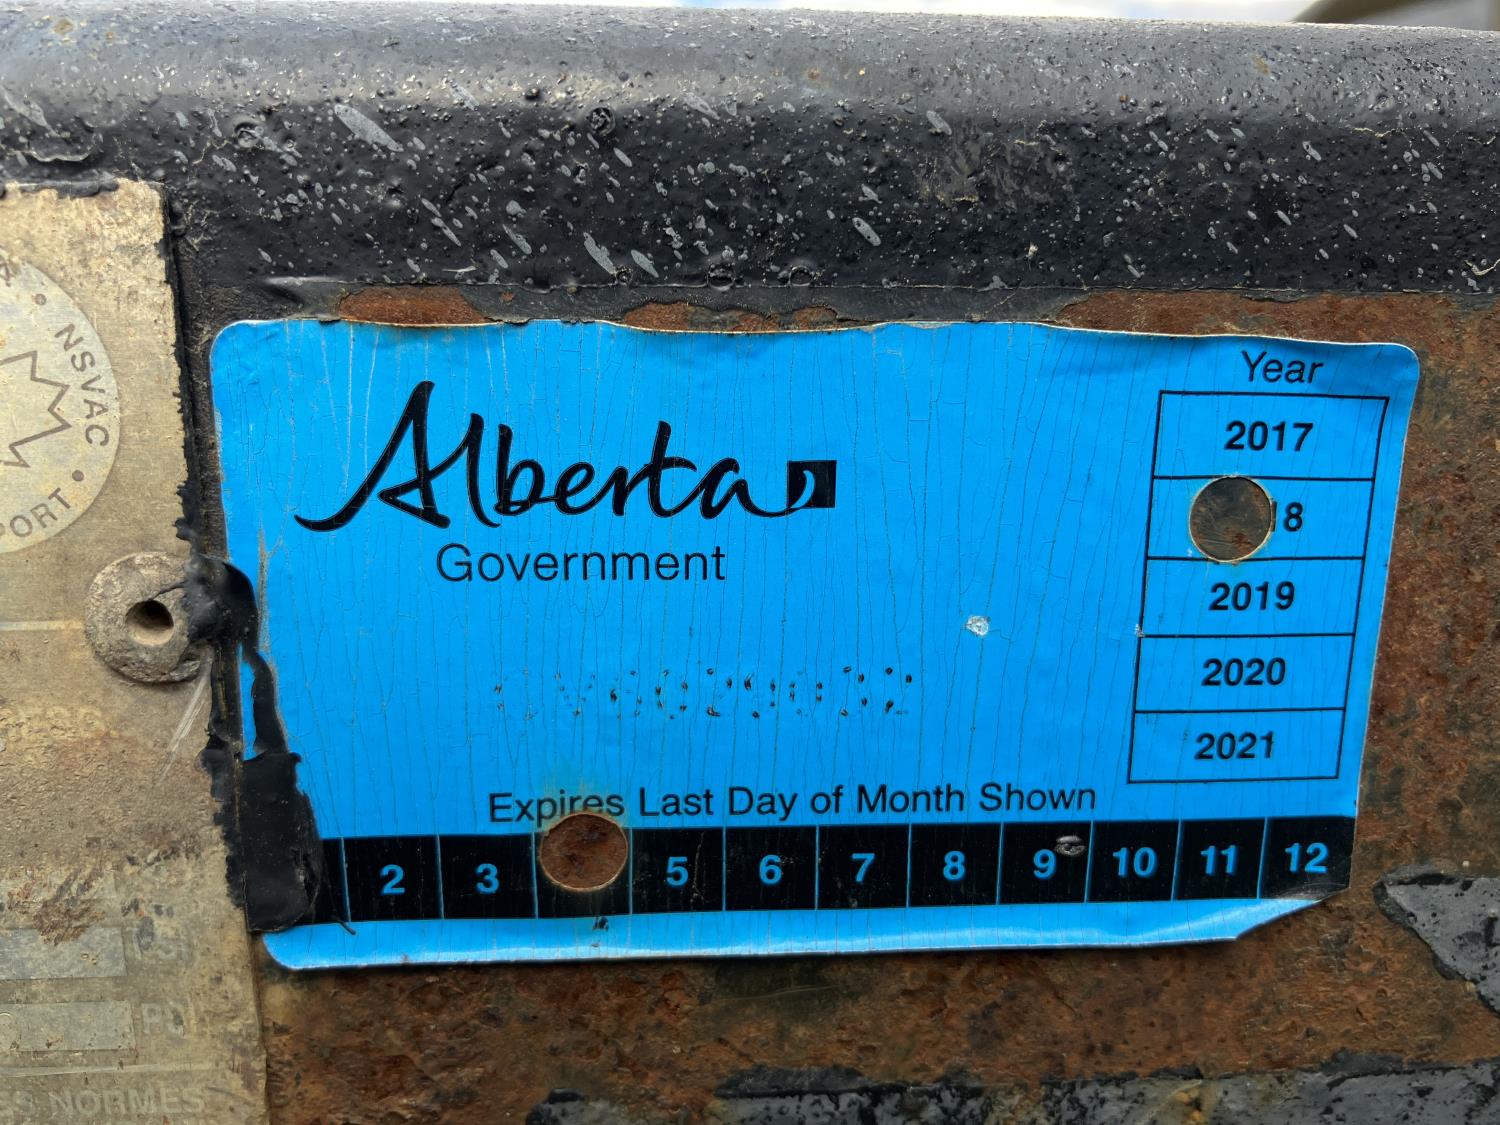 NSVAC
PORT
Alberta
Government
Expires Last Day of Month Shown
2 3 5 6 7 8 9 10 11 12
Year
2017
18
2019
2020
2021
NORMES